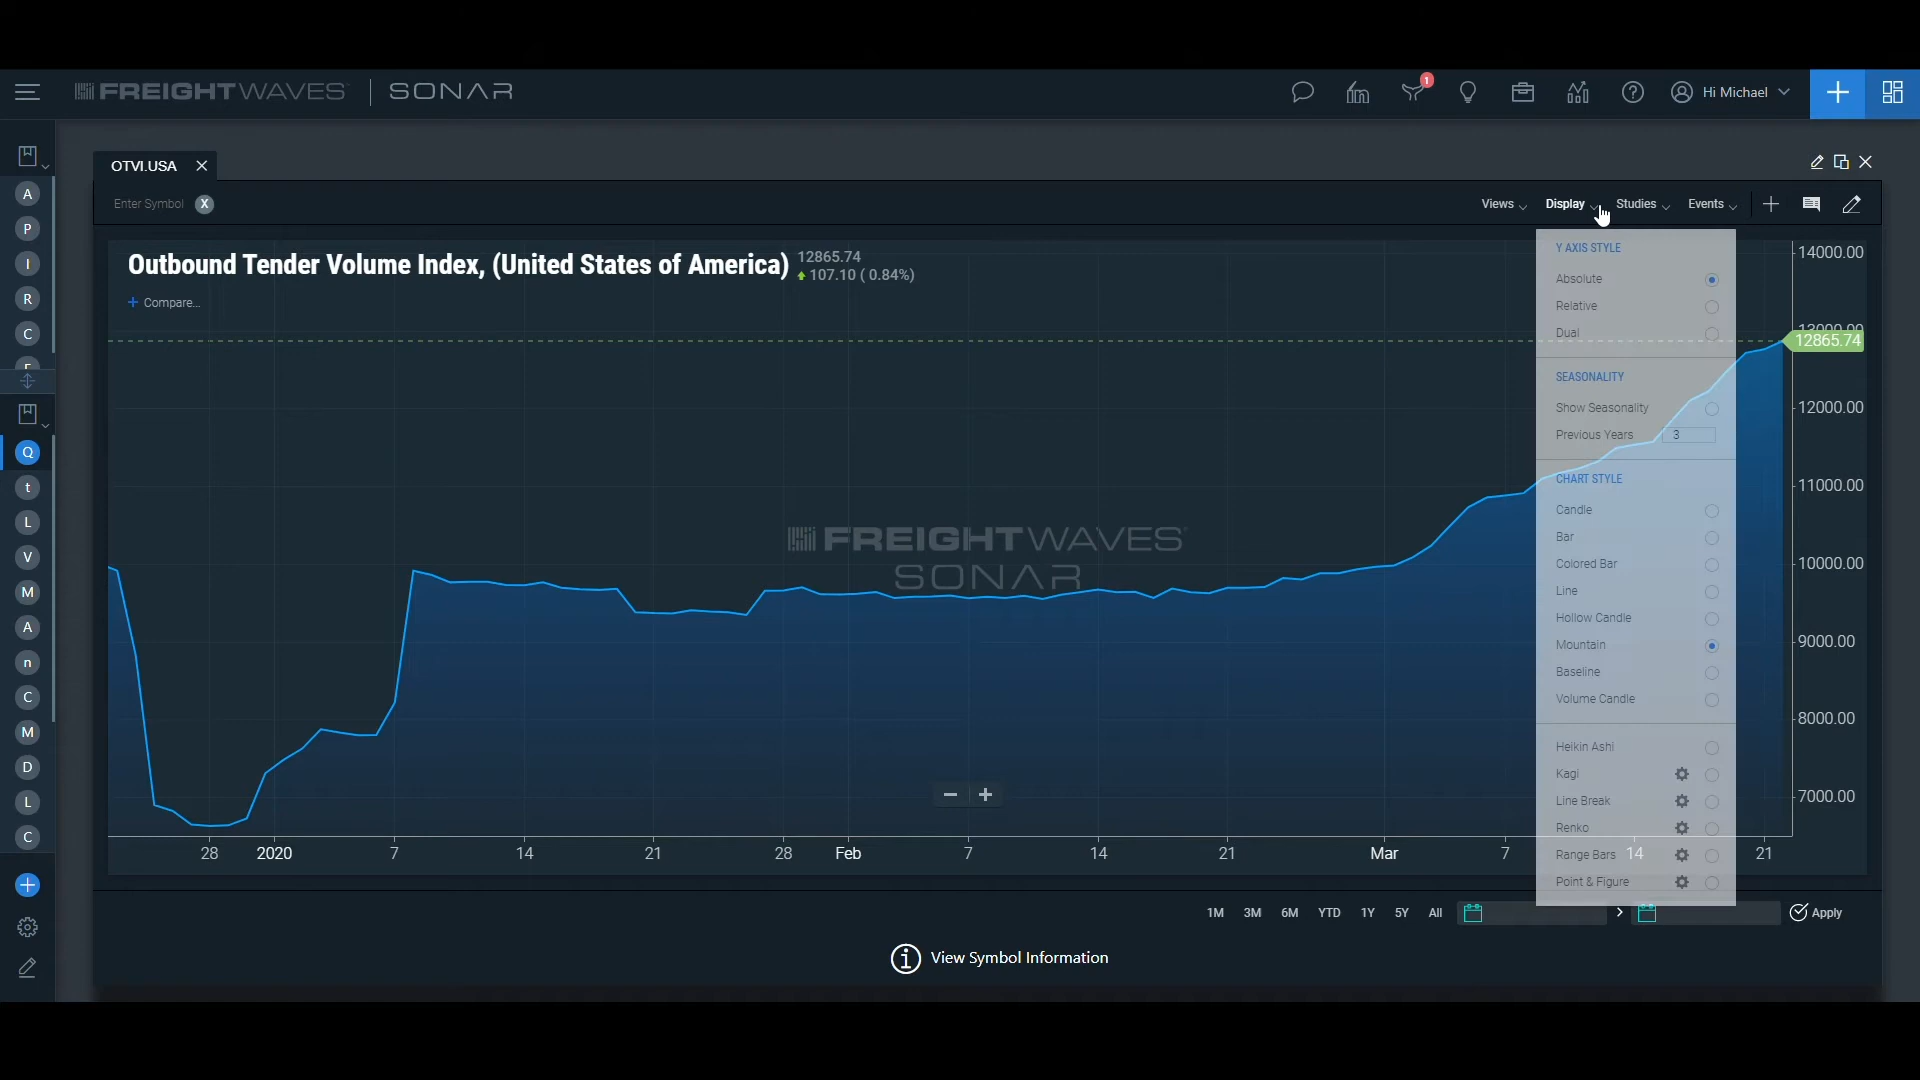 FREIGHTWAVES SONAR
1
Hi Michael
OTVI.USA
Enter Symbol X
Views Display Studies Events
A
P
I
R
C
Q
t
L
V
M
A
n
C
M
D
L
C
Outbound Tender Volume Index, (United States of America)
12865.74
107.10 ( 0.84%)
+ Compare...
Y AXIS STYLE
Absolute
Relative
Dual
SEASONALITY
Show Seasonality
Previous Years 3
CHART STYLE
Candle
Bar
Colored Bar
Line
Hollow Candle
Mountain
Baseline
Volume Candle
Heikin Ashi
Kagi
Line Break
Renko
Range Bars
Point & Figure
14000.00
13000.00
12865.74
12000.00
11000.00
10000.00
9000.00
8000.00
7000.00
FREIGHTWAVES
SONAR
28 2020 7 14 21 28 Feb 7 14 21 Mar 7 14 21
1M 3M 6M YTD 1Y 5Y All > Apply
View Symbol Information